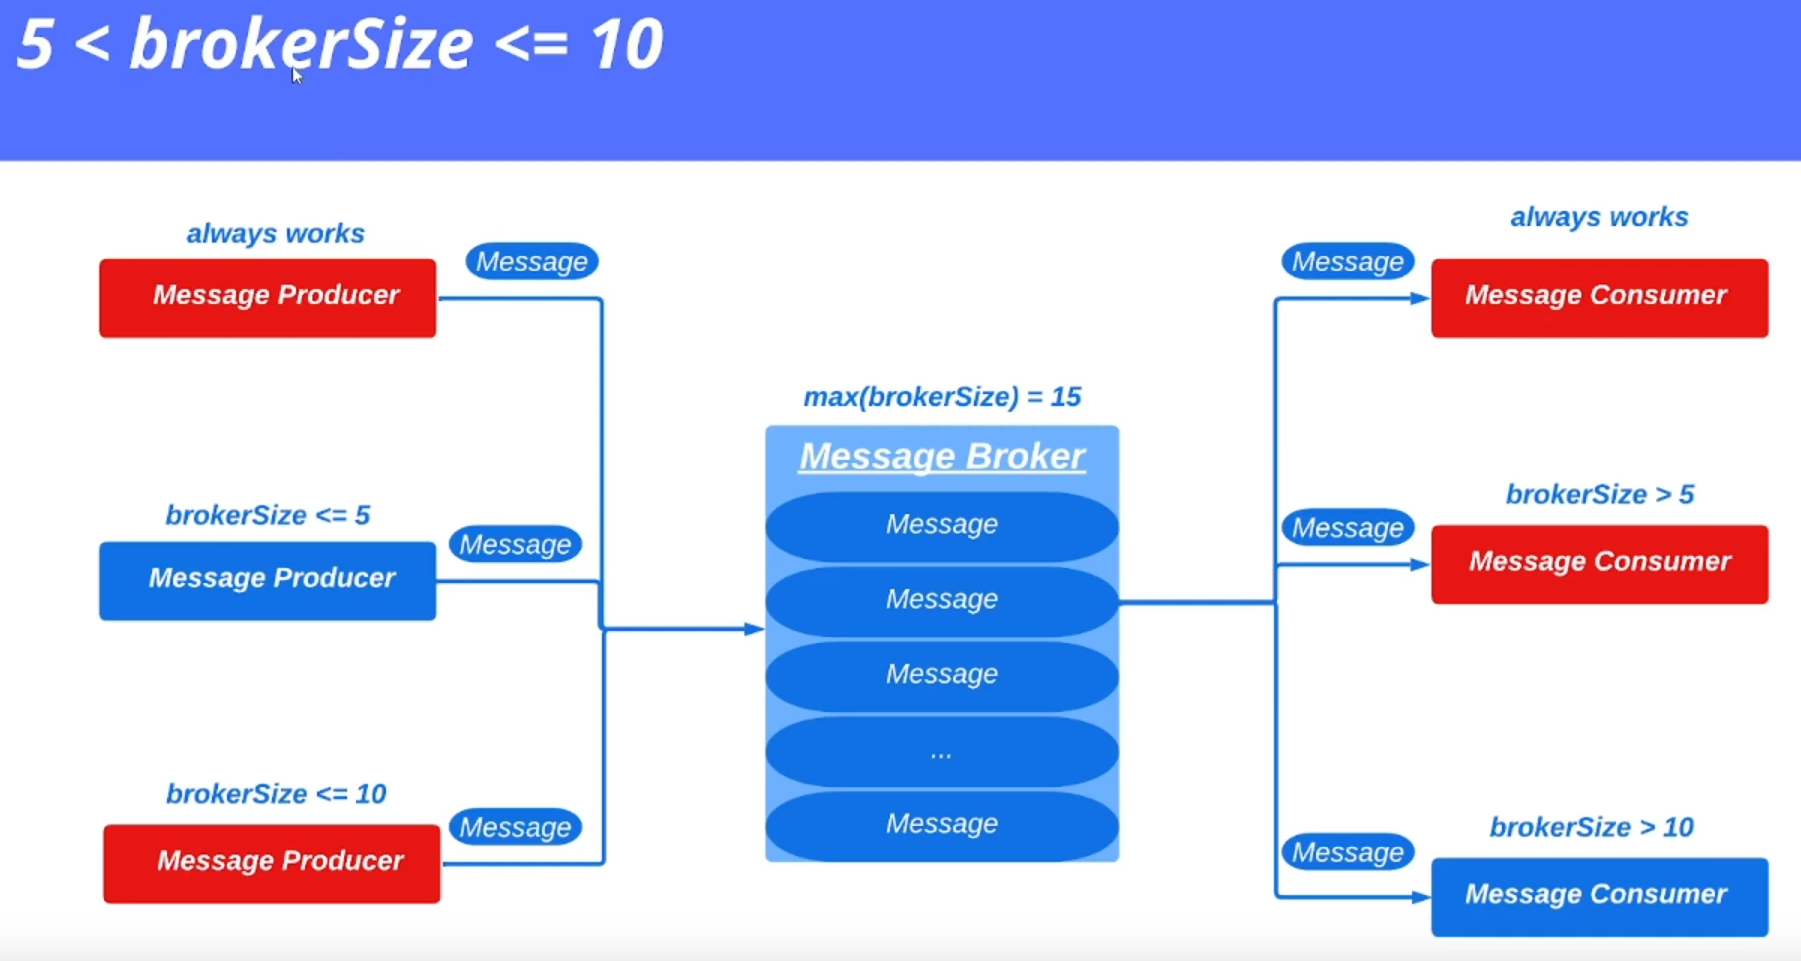 5 < brokerSize <= 10
always works
Message Producer
Message
brokerSize <= 5
Message Producer
Message
brokerSize <= 10
Message Producer
Message
max(brokerSize) = 15
Message Broker
Message
Message
Message
...
Message
always works
Message
Message Consumer
brokerSize > 5
Message
Message Consumer
brokerSize > 10
Message
Message Consumer